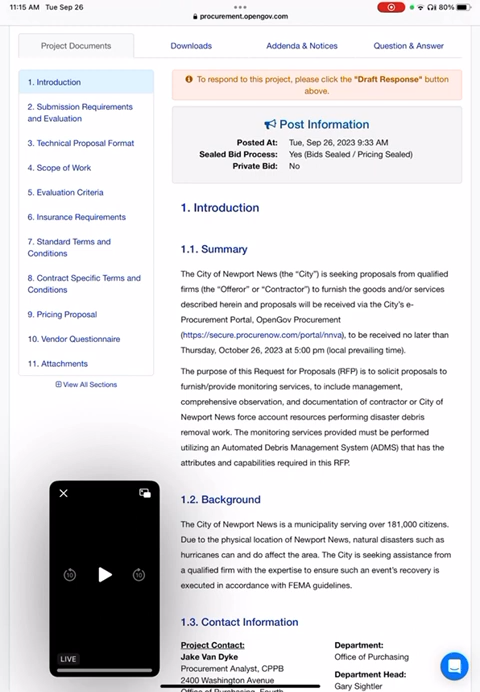 11:15 AM Tue Sep 26
80%
procurement.opengov.com
Project Documents
Downloads
Addenda & Notices
Question & Answer
1. Introduction
2. Submission Requirements
and Evaluation
3. Technical Proposal Format
4. Scope of Work
5. Evaluation Criteria
6. Insurance Requirements
7. Standard Terms and
Conditions
8. Contract Specific Terms and
Conditions
9. Pricing Proposal
10. Vendor Questionnaire
11. Attachments
View All Sections
To respond to this project, please click the "Draft Response" button
above.
Post Information
Posted At: Tue, Sep 26, 2023 9:33 AM
Sealed Bid Process: Yes (Bids Sealed / Pricing Sealed)
Private Bid: No
1. Introduction
1.1. Summary
The City of Newport News (the “City”) is seeking proposals from qualified
firms (the “Offeror” or “Contractor”) to furnish the goods and/or services
described herein and proposals will be received via the City’s e-
Procurement Portal, OpenGov Procurement
(https://secure.procurenow.com/portal/nnva), to be received no later than
Thursday, October 26, 2023 at 5:00 pm (local prevailing time).
The purpose of this Request for Proposals (RFP) is to solicit proposals to
furnish/provide monitoring services, to include management,
comprehensive observation, and documentation of contractor or City of
Newport News force account resources performing disaster debris
removal work. The monitoring services provided must be performed
utilizing an Automated Debris Management System (ADMS) that has the
attributes and capabilities required in this RFP.
1.2. Background
The City of Newport News is a municipality serving over 181,000 citizens.
Due to the physical location of Newport News, natural disasters such as
hurricanes can and do affect the area. The City is seeking assistance from
a qualified firm with the expertise to ensure such an event’s recovery is
executed in accordance with FEMA guidelines.
1.3. Contact Information
Project Contact:
Jake Van Dyke
Procurement Analyst, CPPB
2400 Washington Avenue
Office of Purchasing, Fourth
Department:
Office of Purchasing
Department Head:
Gary Sightler
10
10
LIVE